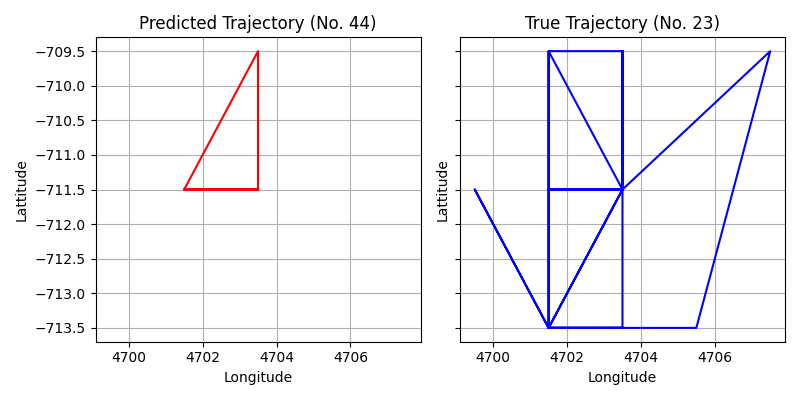 Predicted Trajectory (No. 44)
True Trajectory (No. 23)
Lattitude
−709.5
−710.0
−710.5
−711.0
−711.5
−712.0
−712.5
−713.0
−713.5
4700 4702 4704 4706
Longitude
Lattitude
4700 4702 4704 4706
Longitude